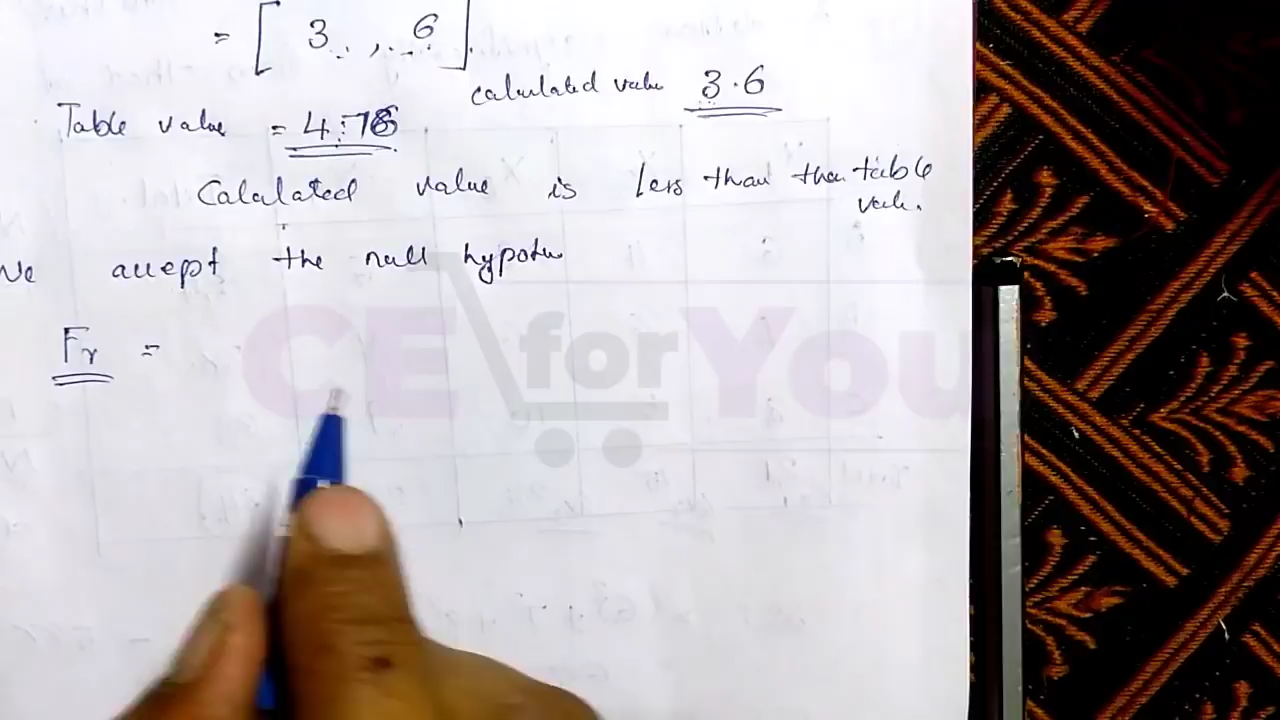 = [ 3 , 6 ]
calculated value 3.6
Table value = 4.76
Calculated value is less than the table
value.
We accept the null hypothe
Fr =
CE for You